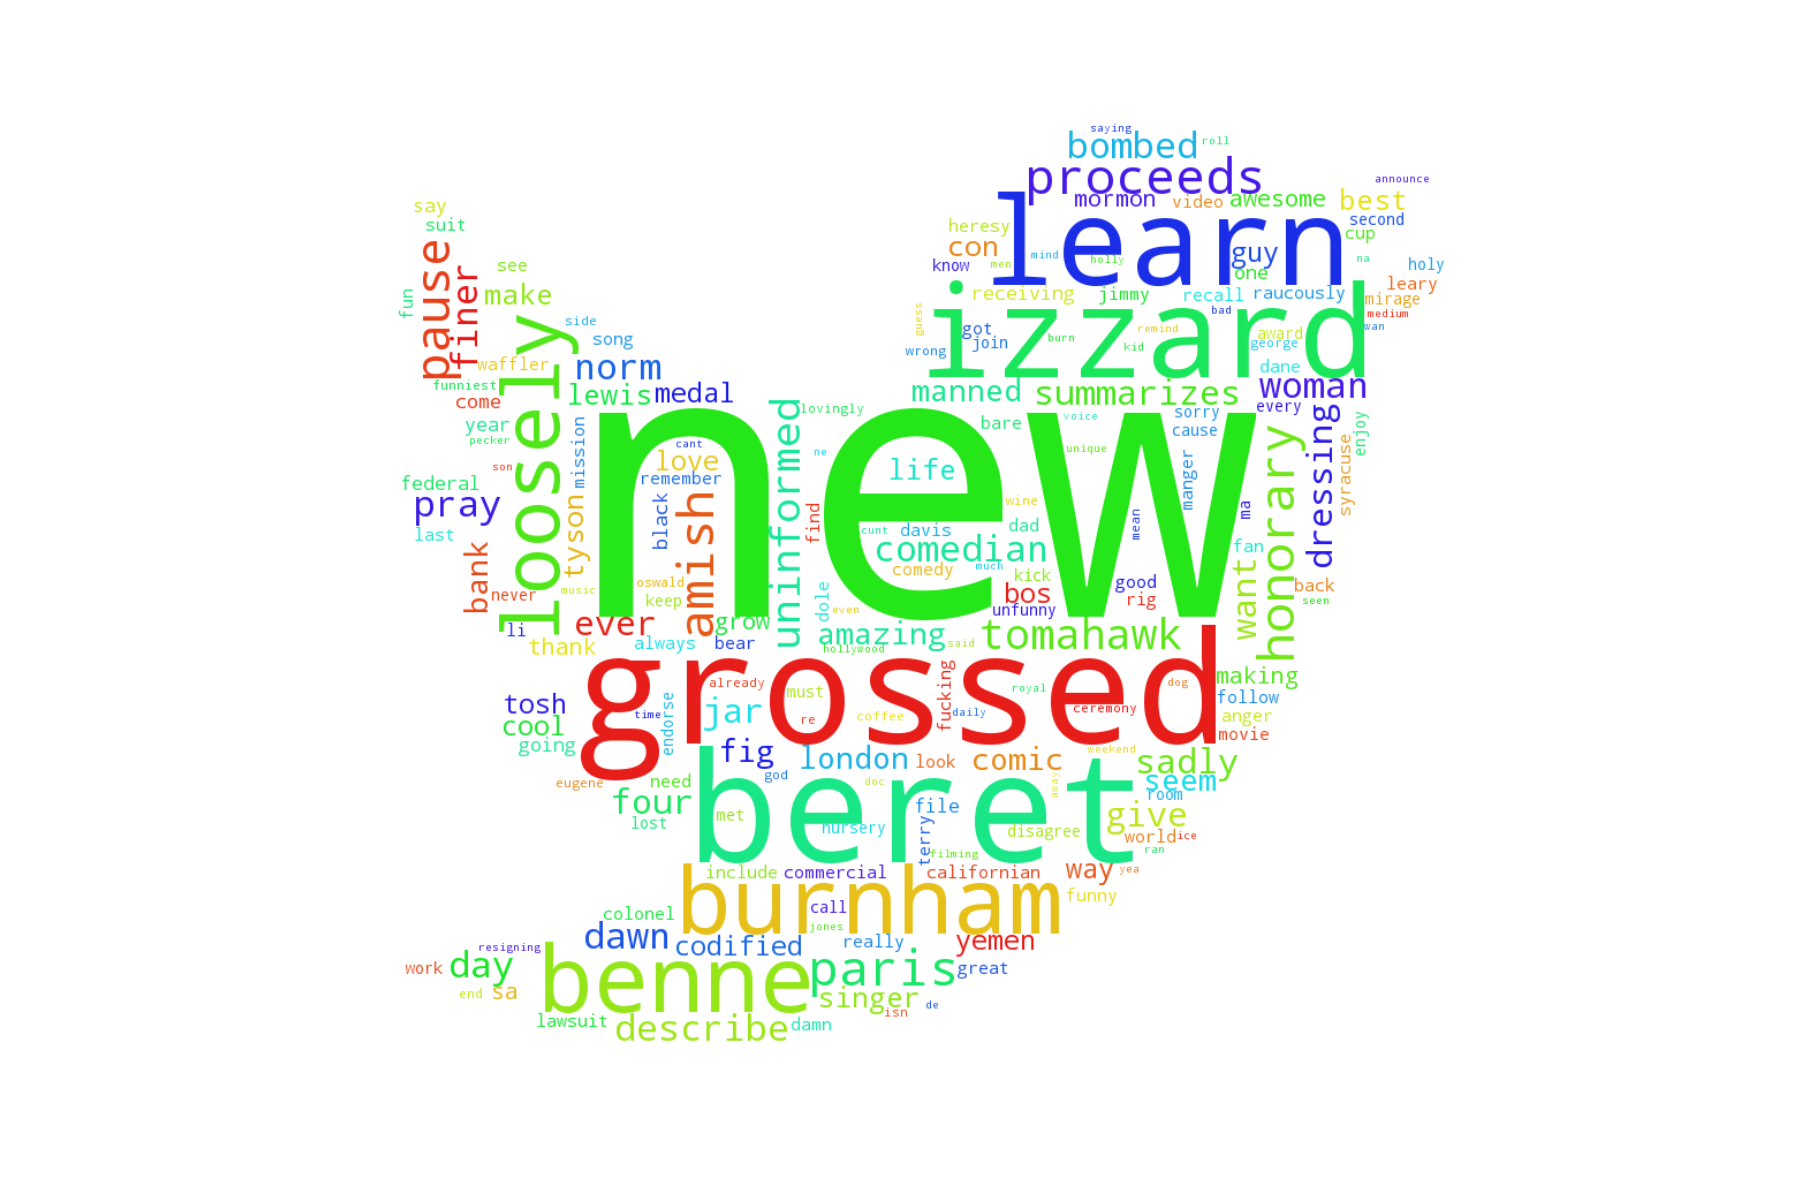 saying
bombed
roll
proceeds
announce
mormon
video
awesome
best
say
suit
heresy
learn
second
cup
pause
con
mind
guy
know
men
holly
one
na
holy
see
finer
make
receiving
jimmy
recall
raucously
leary
mirage
fun
loosely
side
song
guess
izzard
bad
medium
got
burn
remind
award
wan
join
kid
george
wrong
waffler
norm
dane
funniest
lewis
medal
manned
summarizes
woman
come
lovingly
every
year
pecker
mission
new
uninformed
bare
voice
sorry
cause
honorary
dressing
enjoy
cant
love
ne
life
unique
syracuse
son
remember
federal
pray
tyson
black
amish
find
wine
manger
ma
last
cunt
davis
dad
mean
comedian
fan
want
bank
music
oswald
comedy
much
kick
good
back
never
keep
dole
even
bos
unfunny
rig
seen
li
ever
grow
amazing
tomahawk
thank
always
bear
hollywood
said
grossed
making
already
must
fucking
royal
dog
follow
tosh
time
endorse
jar
re
coffee
daily
ceremony
anger
cool
movie
going
fig
london
look
comic
weekend
sadly
eugene
need
god
doc
away
seem
four
beret
file
room
give
lost
met
nursery
terry
disagree
world
ice
filming
ran
include
commercial
californian
way
yea
burnham
funny
colonel
call
jones
dawn
codified
really
yemen
resigning
work
day
benne
paris
great
end
sa
singer
de
isn
lawsuit
describe
damn